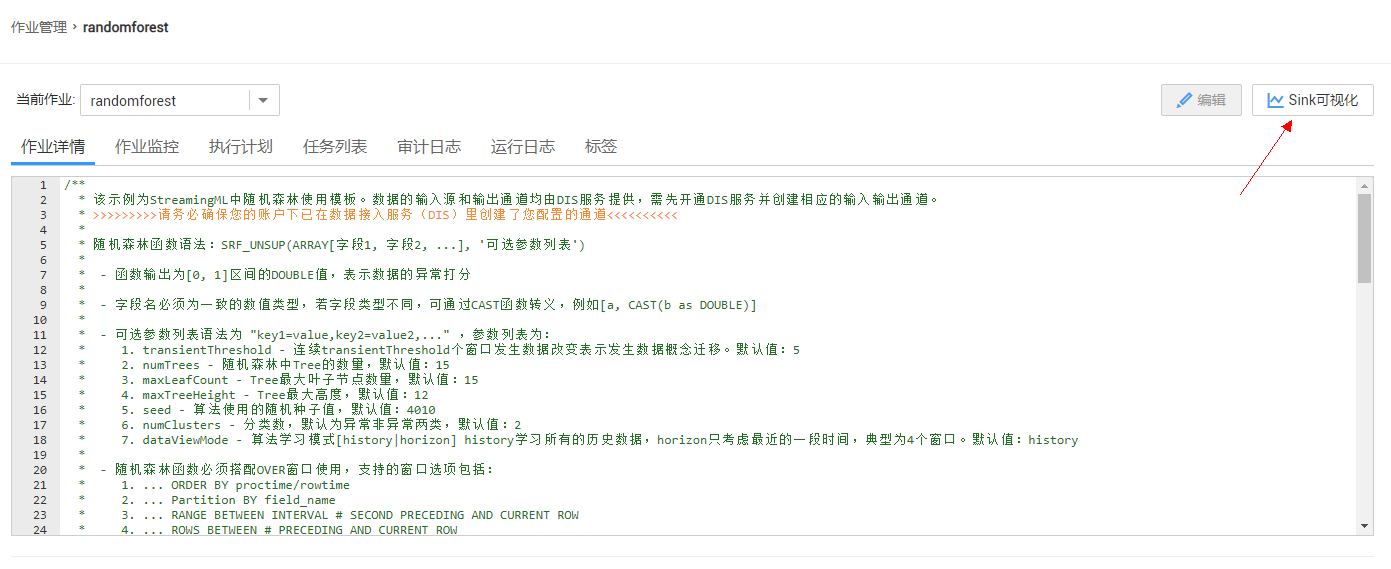 作业管理 › randomforest
当前作业: randomforest 编辑 Sink可视化
作业详情 作业监控 执行计划 任务列表 审计日志 运行日志 标签
1 /**
2 * 该示例为StreamingML中随机森林使用模板。数据的输入源和输出通道均由DIS服务提供，需先开通DIS服务并创建相应的输入输出通道。
3 * >>>>>>>>>请务必确保您的账户下已在数据接入服务（DIS）里创建了您配置的通道<<<<<<<<<<
4 *
5 * 随机森林函数语法：SRF_UNSUP(ARRAY[字段1, 字段2, ...], '可选参数列表')
6 *
7 * - 函数输出为[0, 1]区间的DOUBLE值，表示数据的异常打分
8 *
9 * - 字段名必须为一致的数值类型，若字段类型不同，可通过CAST函数转义，例如[a, CAST(b as DOUBLE)]
10 *
11 * - 可选参数列表语法为 "key1=value,key2=value2,..." ，参数列表为：
12 * 1. transientThreshold - 连续transientThreshold个窗口发生数据改变表示发生数据概念迁移。默认值：5
13 * 2. numTrees - 随机森林中Tree的数量，默认值：15
14 * 3. maxLeafCount - Tree最大叶子节点数量，默认值：15
15 * 4. maxTreeHeight - Tree最大高度，默认值：12
16 * 5. seed - 算法使用的随机种子值，默认值：4010
17 * 6. numClusters - 分类数，默认为异常非异常两类，默认值：2
18 * 7. dataViewMode - 算法学习模式[history|horizon] history学习所有的历史数据，horizon只考虑最近的一段时间，典型为4个窗口。默认值：history
19 *
20 * - 随机森林函数必须搭配OVER窗口使用，支持的窗口选项包括：
21 * 1. ... ORDER BY proctime/rowtime
22 * 2. ... Partition BY field_name
23 * 3. ... RANGE BETWEEN INTERVAL # SECOND PRECEDING AND CURRENT ROW
24 * 4. ... ROWS BETWEEN # PRECEDING AND CURRENT ROW